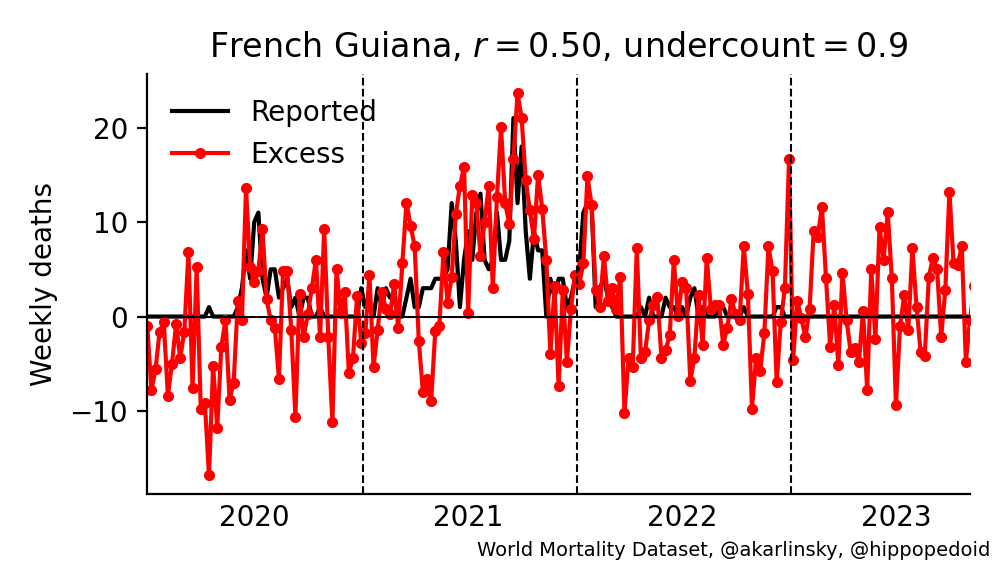 French Guiana, r = 0.50, undercount = 0.9
Reported
Excess
Weekly deaths
20
10
0
−10
2020 2021 2022 2023
World Mortality Dataset, @akarlinsky, @hippopedoid